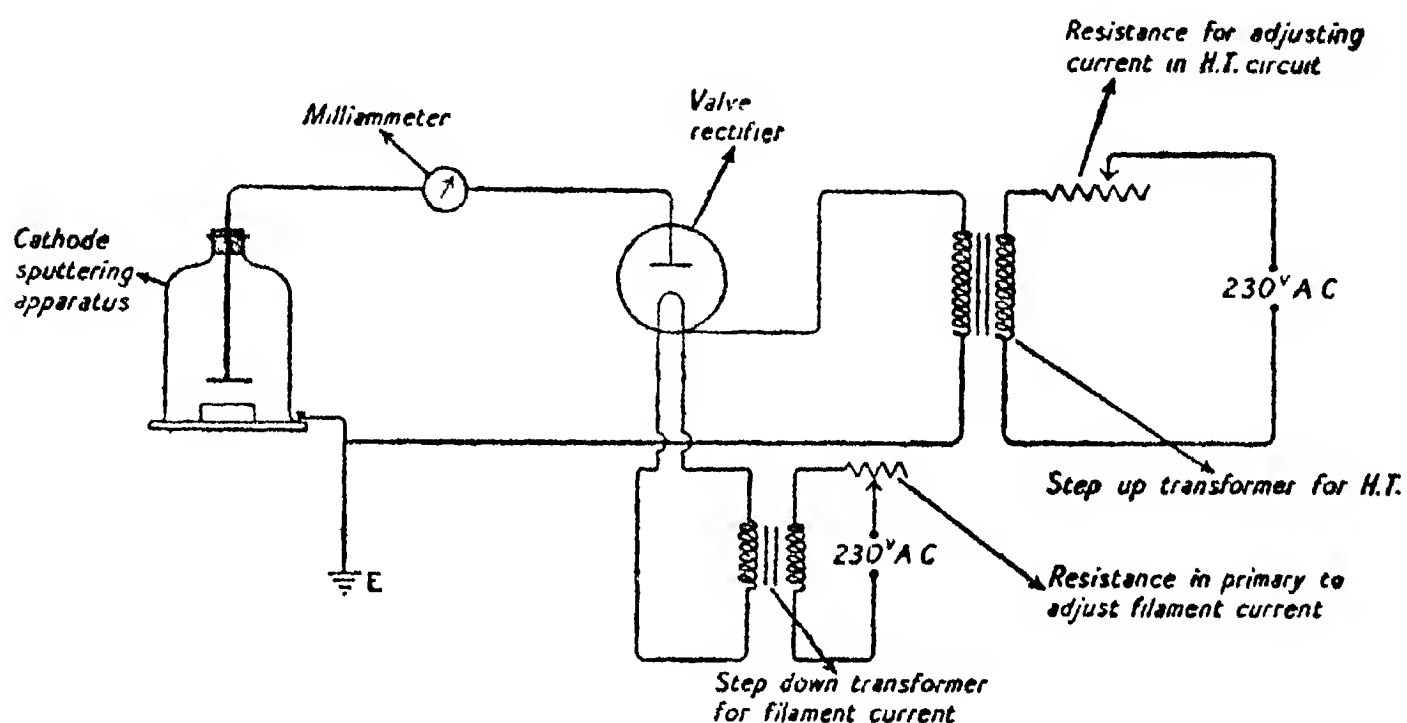 Resistance for adjusting
current in H.T. circuit
Milliammeter
Valve
rectifier
Cathode
sputtering
apparatus
230ᵛ A C
Step up transformer for H.T.
230ᵛ A C
E
Resistance in primary to
adjust filament current
Step down transformer
for filament current